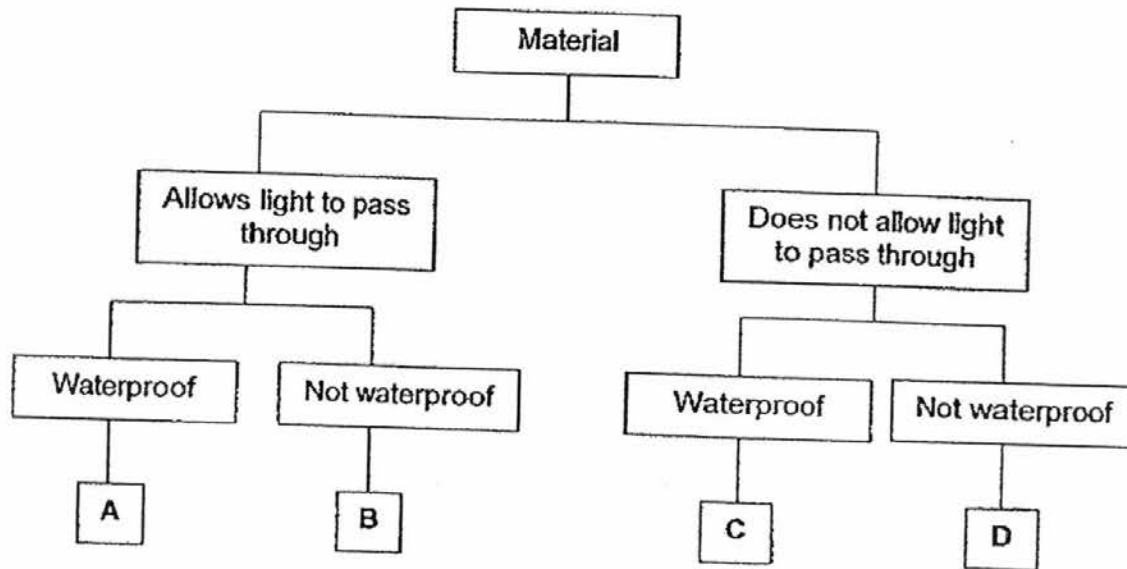 Material
Allows light to pass
through
Does not allow light
to pass through
Waterproof
Not waterproof
Waterproof
Not waterproof
A
B
C
D